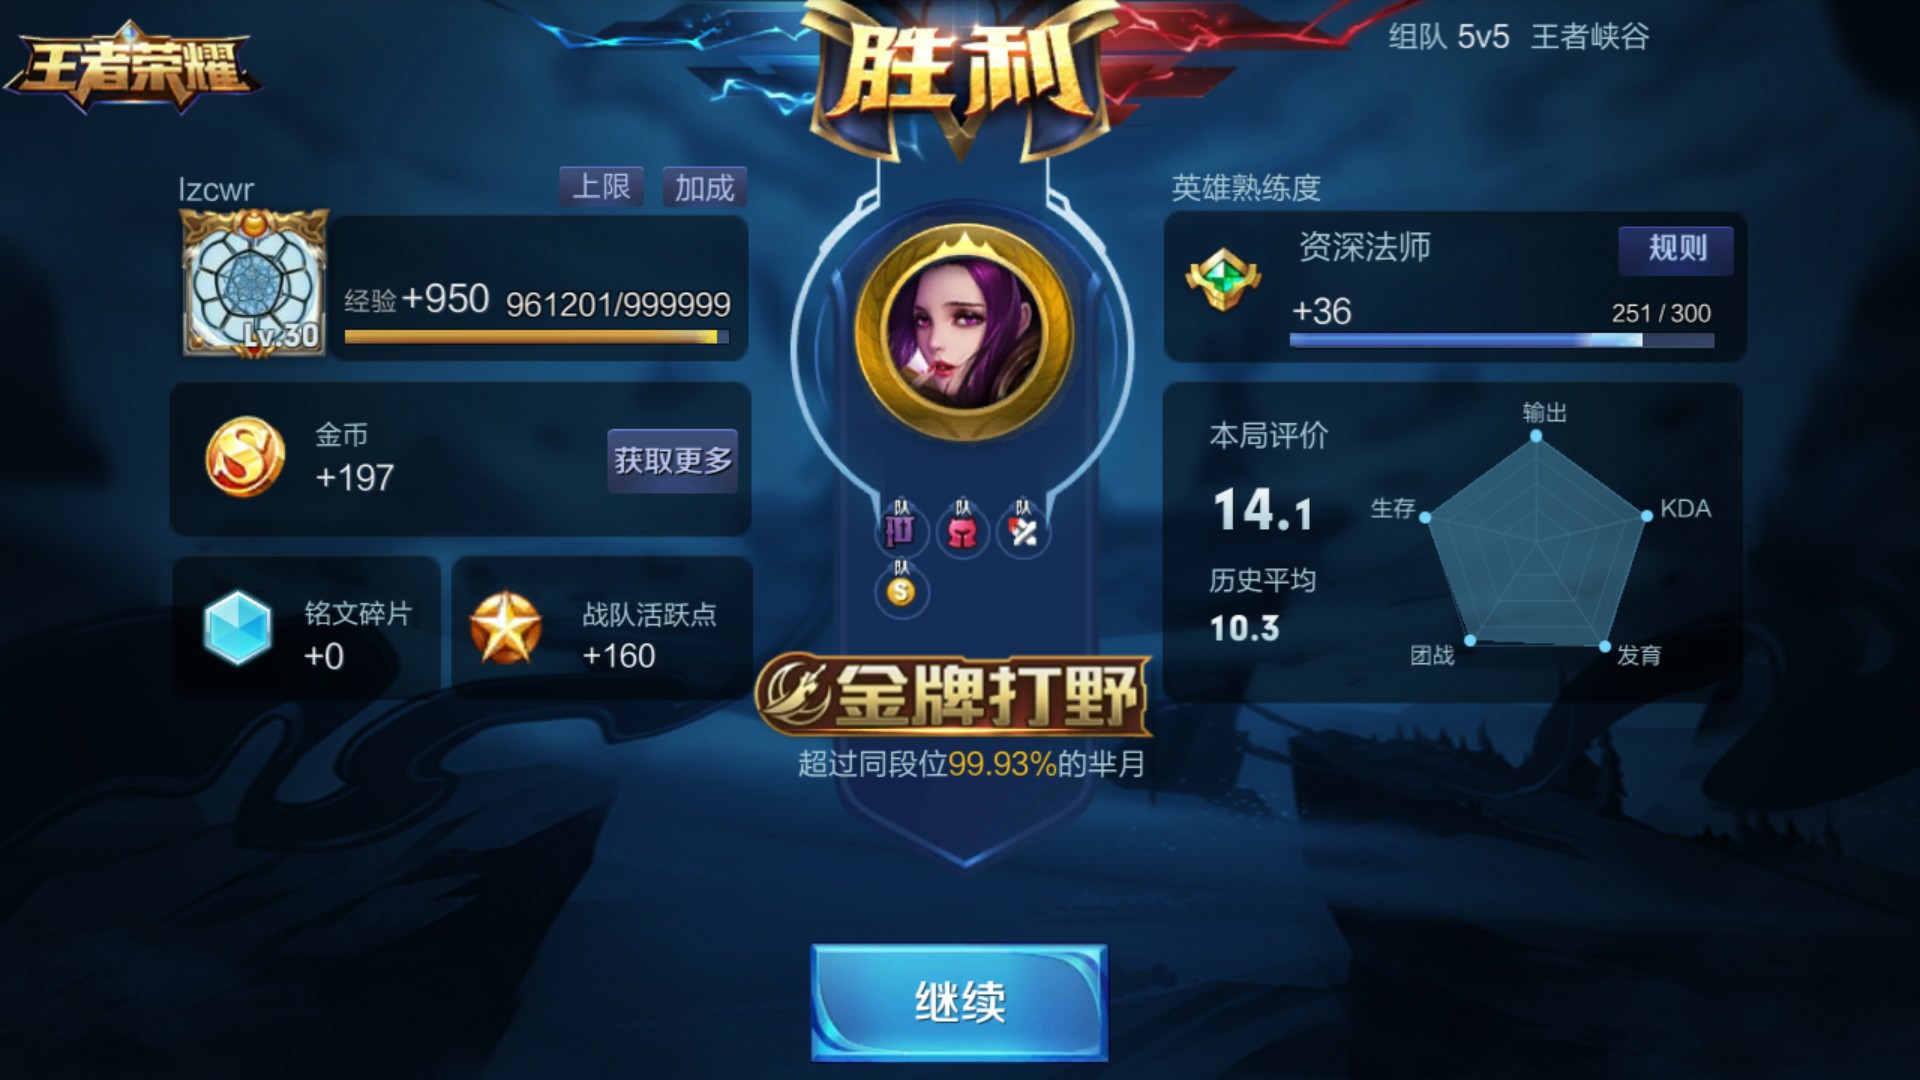 王者荣耀
胜利
组队 5v5 王者峡谷
lzcwr
上限
加成
Lv.30
经验+950 961201/999999
金币
+197
获取更多
铭文碎片
+0
战队活跃点
+160
队
队
队
队
金牌打野
超过同段位99.93%的芈月
英雄熟练度
资深法师
规则
+36
251 / 300
本局评价
14.1
历史平均
10.3
输出
生存
KDA
团战
发育
继续